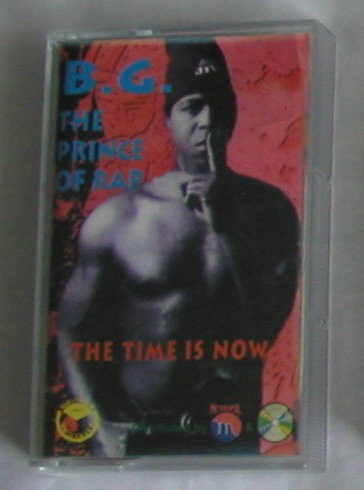 B.G.
THE
PRINCE
OF RAP
THE TIME IS NOW